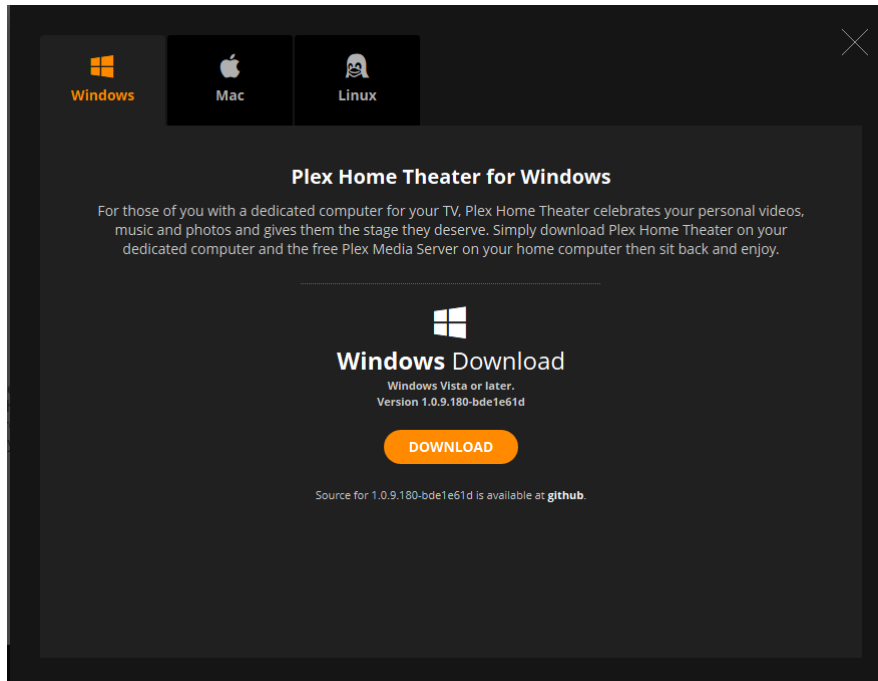 Windows
Mac
Linux
Plex Home Theater for Windows
For those of you with a dedicated computer for your TV, Plex Home Theater celebrates your personal videos,
music and photos and gives them the stage they deserve. Simply download Plex Home Theater on your
dedicated computer and the free Plex Media Server on your home computer then sit back and enjoy.
Windows Download
Windows Vista or later.
Version 1.0.9.180-bde1e61d
DOWNLOAD
Source for 1.0.9.180-bde1e61d is available at github.